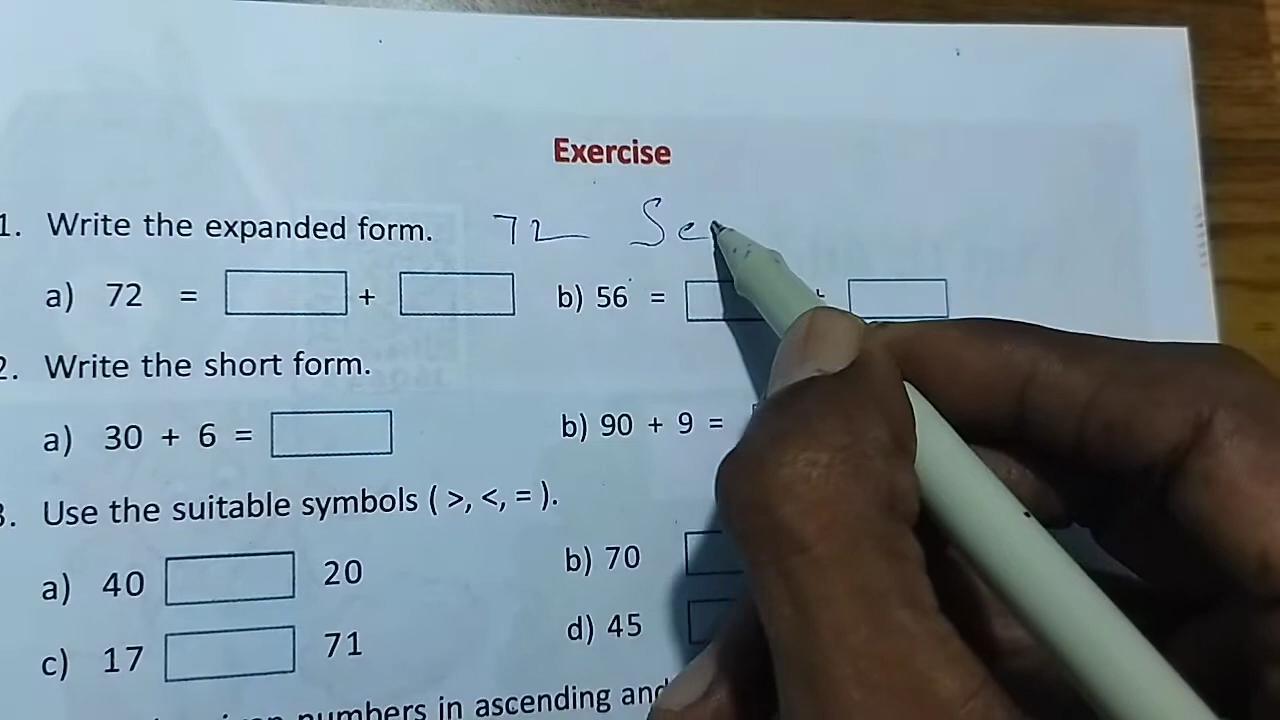 Exercise
1. Write the expanded form. 72 Se
a) 72 = + b) 56 = +
2. Write the short form.
a) 30 + 6 = b) 90 + 9 =
3. Use the suitable symbols ( >, <, = ).
a) 40 20 b) 70
c) 17 71 d) 45
numbers in ascending and